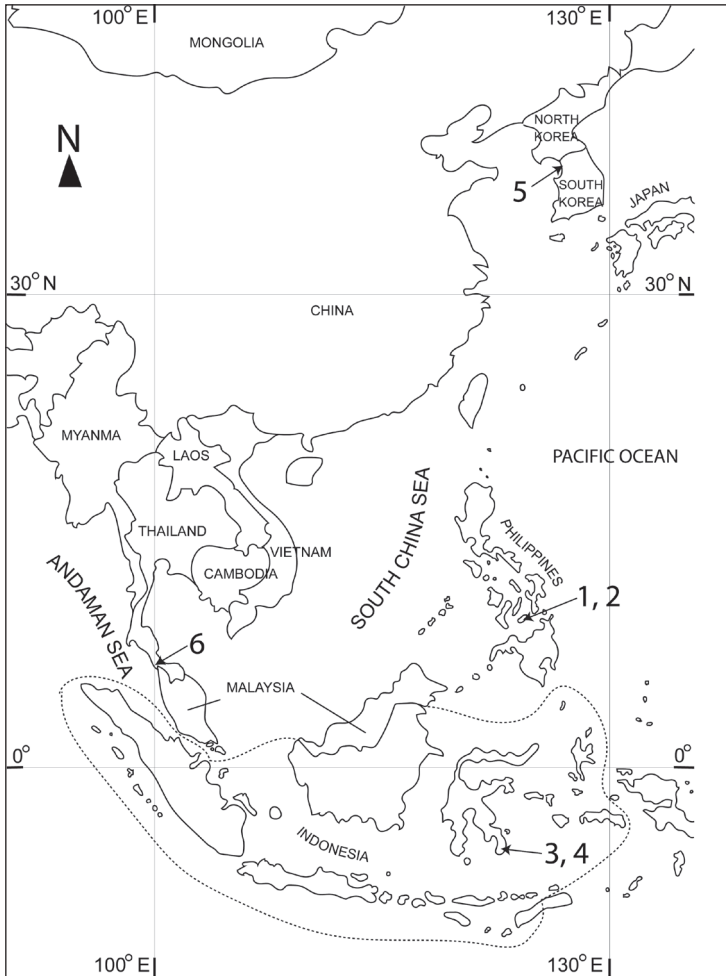 100° E
130° E
MONGOLIA
N
NORTH
KOREA
5
SOUTH
KOREA
JAPAN
30° N
30° N
CHINA
MYANMA
LAOS
PACIFIC OCEAN
THAILAND
VIETNAM
CAMBODIA
SOUTH CHINA SEA
PHILIPPINES
ANDAMAN SEA
1, 2
6
MALAYSIA
0°
0°
INDONESIA
3, 4
100° E
130° E